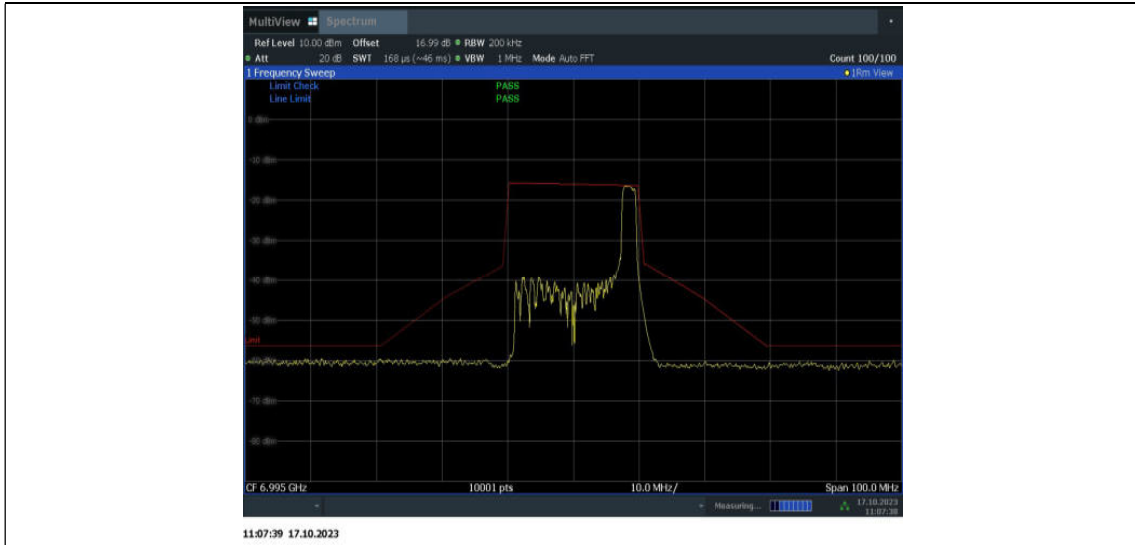 MultiView Spectrum
Ref Level 10.00 dBm Offset 16.99 dB RBW 200 kHz
Att 20 dB SWT 168 µs (~46 ms) VBW 1 MHz Mode Auto FFT Count 100/100
1 Frequency Sweep 1Rm View
Limit Check PASS
Line Limit PASS
0 dBm
-10 dBm
-20 dBm
-30 dBm
-40 dBm
-50 dBm
-60 dBm
-70 dBm
-80 dBm
CF 6.995 GHz 10001 pts 10.0 MHz/ Span 100.0 MHz
Measuring... 17.10.2023
11:07:38
11:07:39 17.10.2023